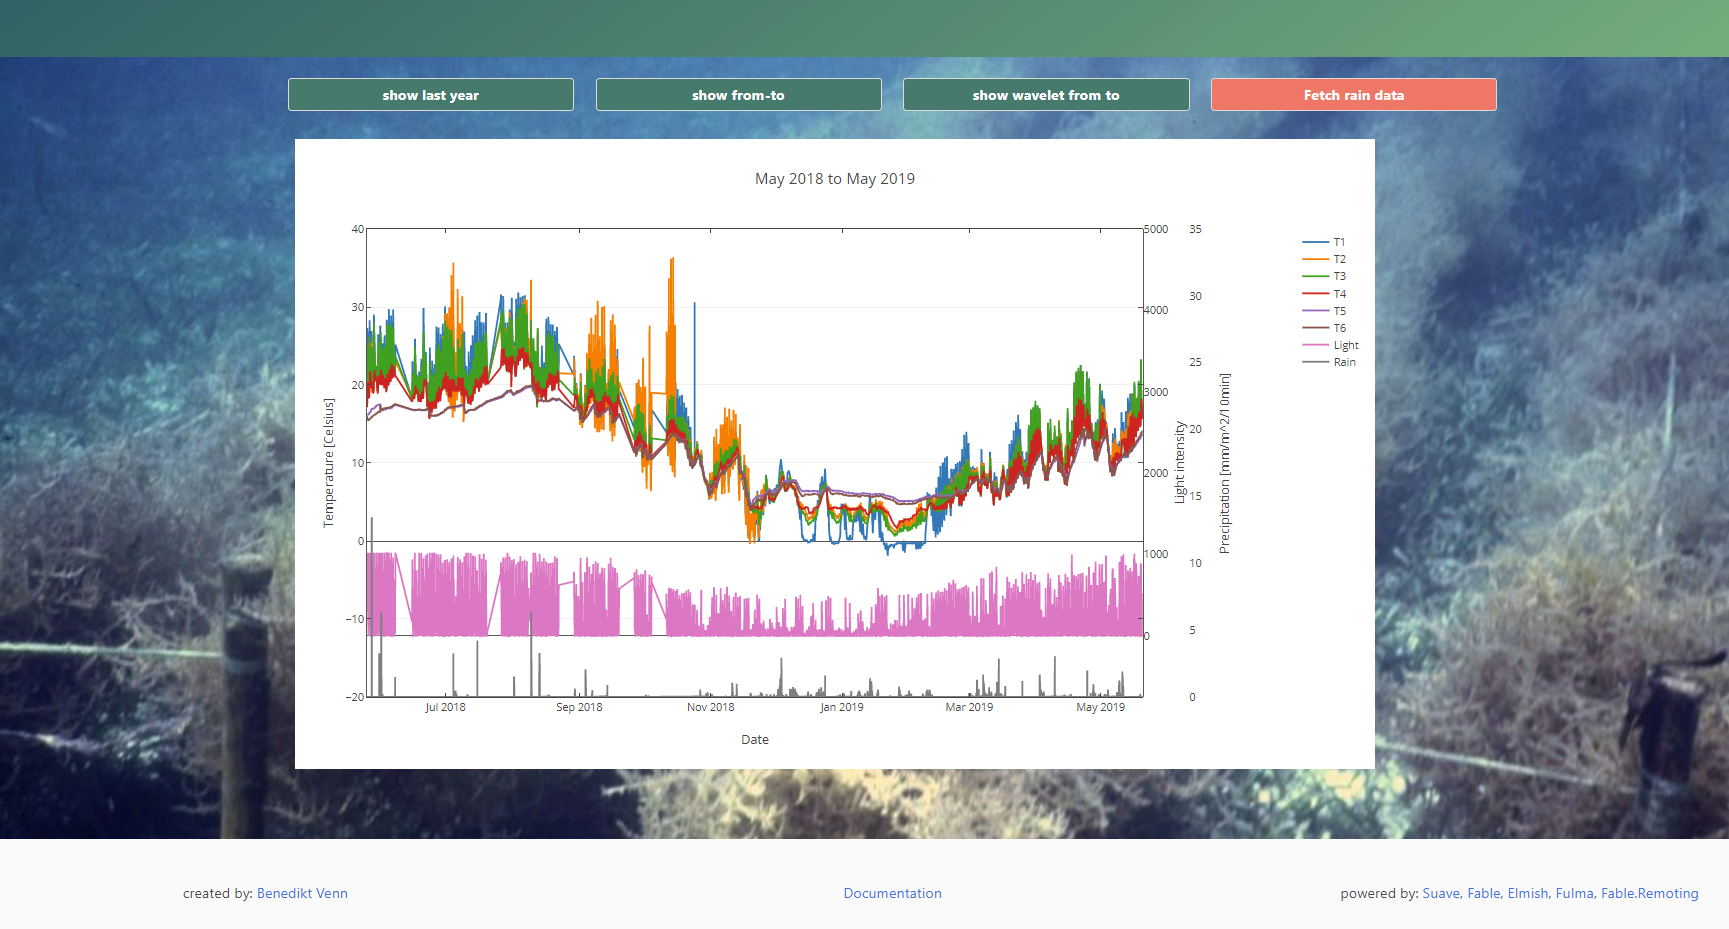 show last year
show from-to
show wavelet from to
Fetch rain data
May 2018 to May 2019
40
30
20
10
0
−10
−20
Temperature [Celsius]
5000
4000
3000
2000
1000
0
Light intensity
35
30
25
20
15
10
5
0
Precipitation [mm/m^2/10min]
T1
T2
T3
T4
T5
T6
Light
Rain
Jul 2018
Sep 2018
Nov 2018
Jan 2019
Mar 2019
May 2019
Date
created by: Benedikt Venn
Documentation
powered by: Suave, Fable, Elmish, Fulma, Fable.Remoting